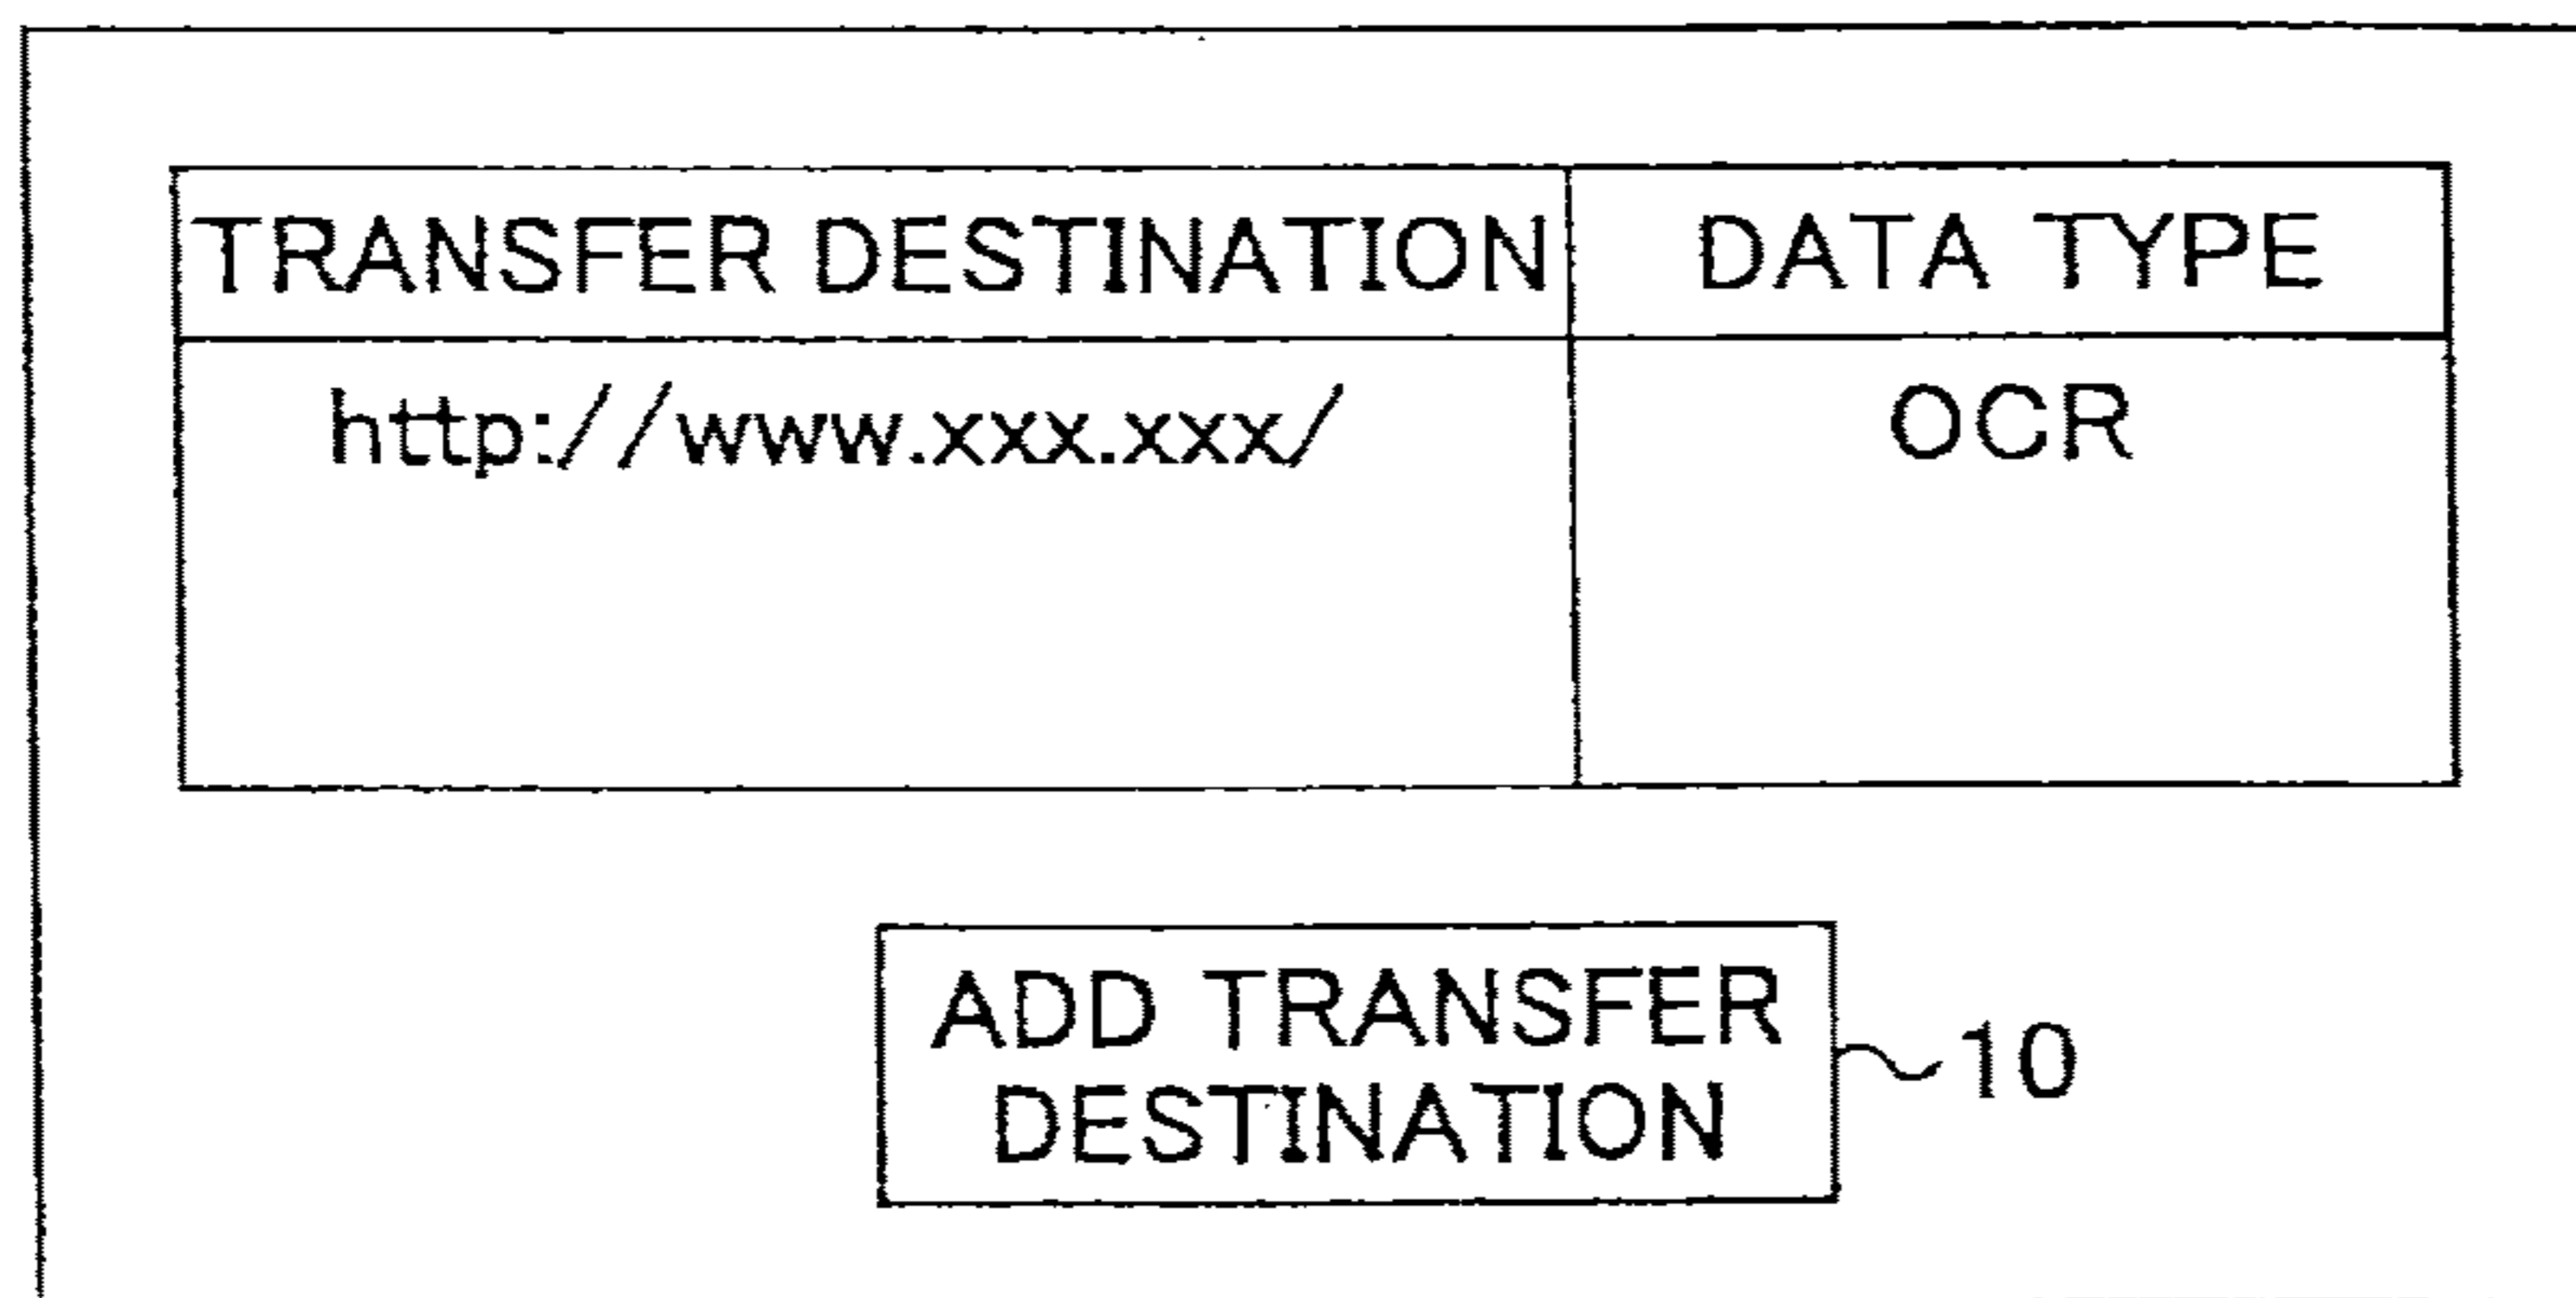 TRANSFER DESTINATION DATA TYPE
http://www.xxx.xxx/ OCR
ADD TRANSFER
DESTINATION
10